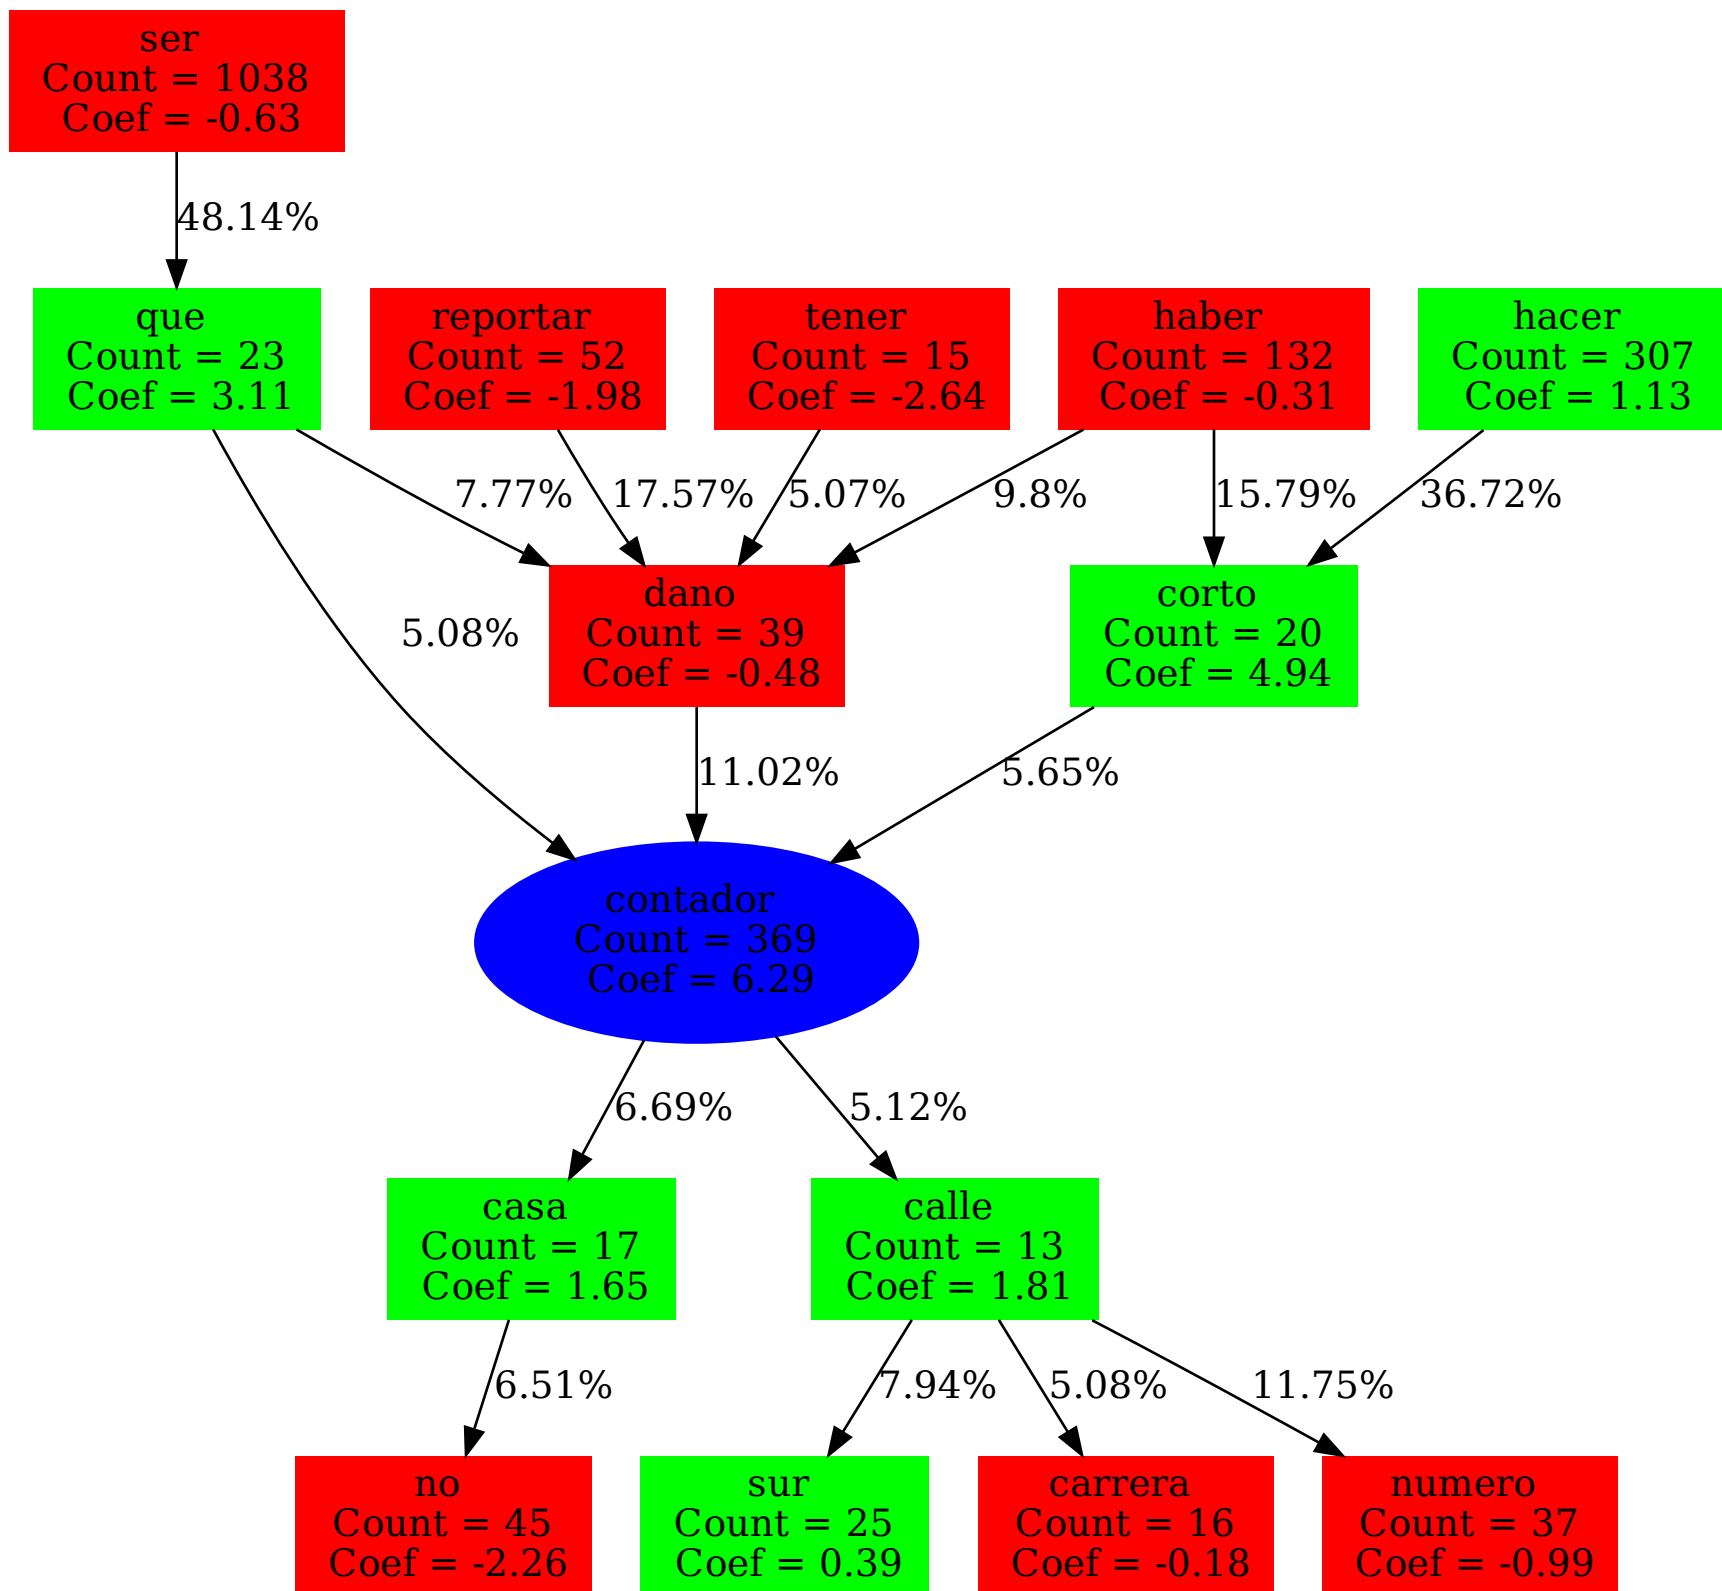 ser
Count = 1038
Coef = -0.63
48.14%
que
Count = 23
Coef = 3.11
reportar
Count = 52
Coef = -1.98
tener
Count = 15
Coef = -2.64
haber
Count = 132
Coef = -0.31
hacer
Count = 307
Coef = 1.13
7.77%
17.57%
5.07%
9.8%
15.79%
36.72%
5.08%
dano
Count = 39
Coef = -0.48
corto
Count = 20
Coef = 4.94
11.02%
5.65%
contador
Count = 369
Coef = 6.29
6.69%
5.12%
casa
Count = 17
Coef = 1.65
calle
Count = 13
Coef = 1.81
6.51%
7.94%
5.08%
11.75%
no
Count = 45
Coef = -2.26
sur
Count = 25
Coef = 0.39
carrera
Count = 16
Coef = -0.18
numero
Count = 37
Coef = -0.99